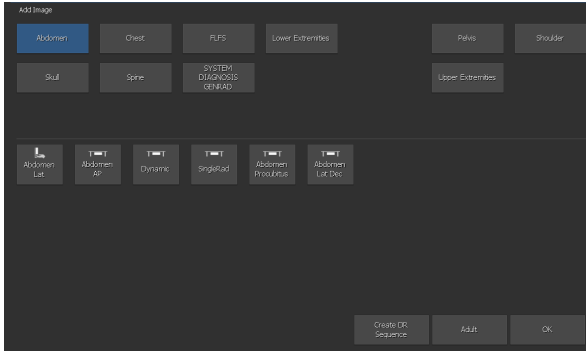 Add Image
Abdomen
Chest
FLFS
Lower Extremities
Pelvis
Shoulder
Skull
Spine
SYSTEM
DIAGNOSIS
GENRAD
Upper Extremities
Abdomen
Lat
Abdomen
AP
Dynamic
SingleRad
Abdomen
Procubitus
Abdomen
Lat Dec
Create DR
Sequence
Adult
OK